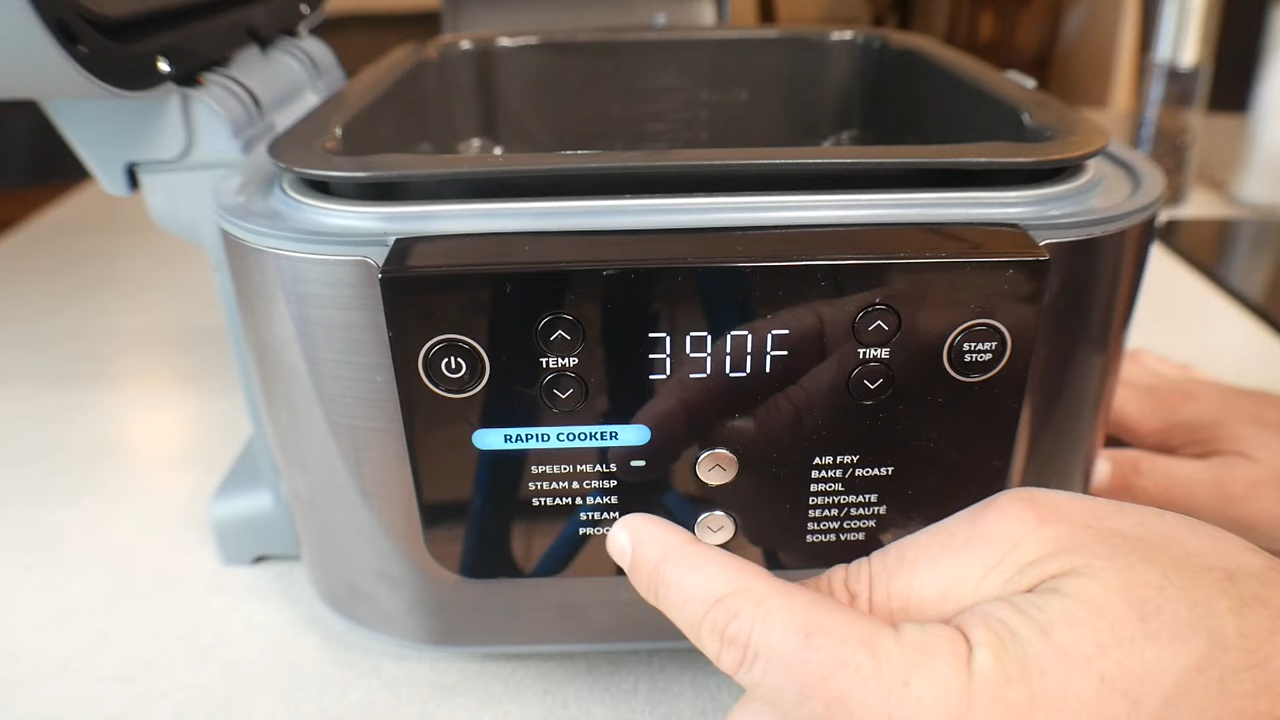 390F
TEMP
TIME
START
STOP
RAPID COOKER
SPEEDI MEALS
STEAM & CRISP
STEAM & BAKE
STEAM
AIR FRY
BAKE / ROAST
BROIL
DEHYDRATE
SEAR / SAUTÉ
SLOW COOK
SOUS VIDE